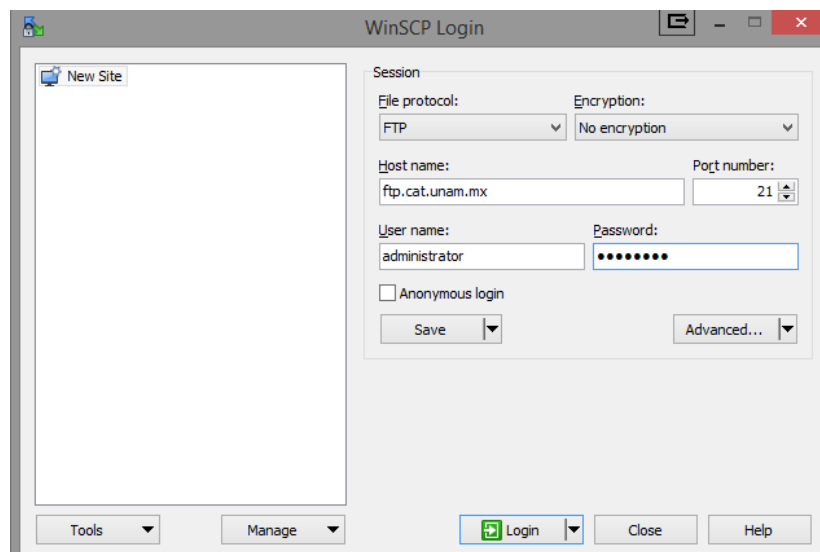 WinSCP Login
New Site
Session
File protocol:
Encryption:
FTP
No encryption
Host name:
Port number:
ftp.cat.unam.mx
21
User name:
Password:
administrator
••••••••
Anonymous login
Save
Advanced...
Tools
Manage
Login
Close
Help